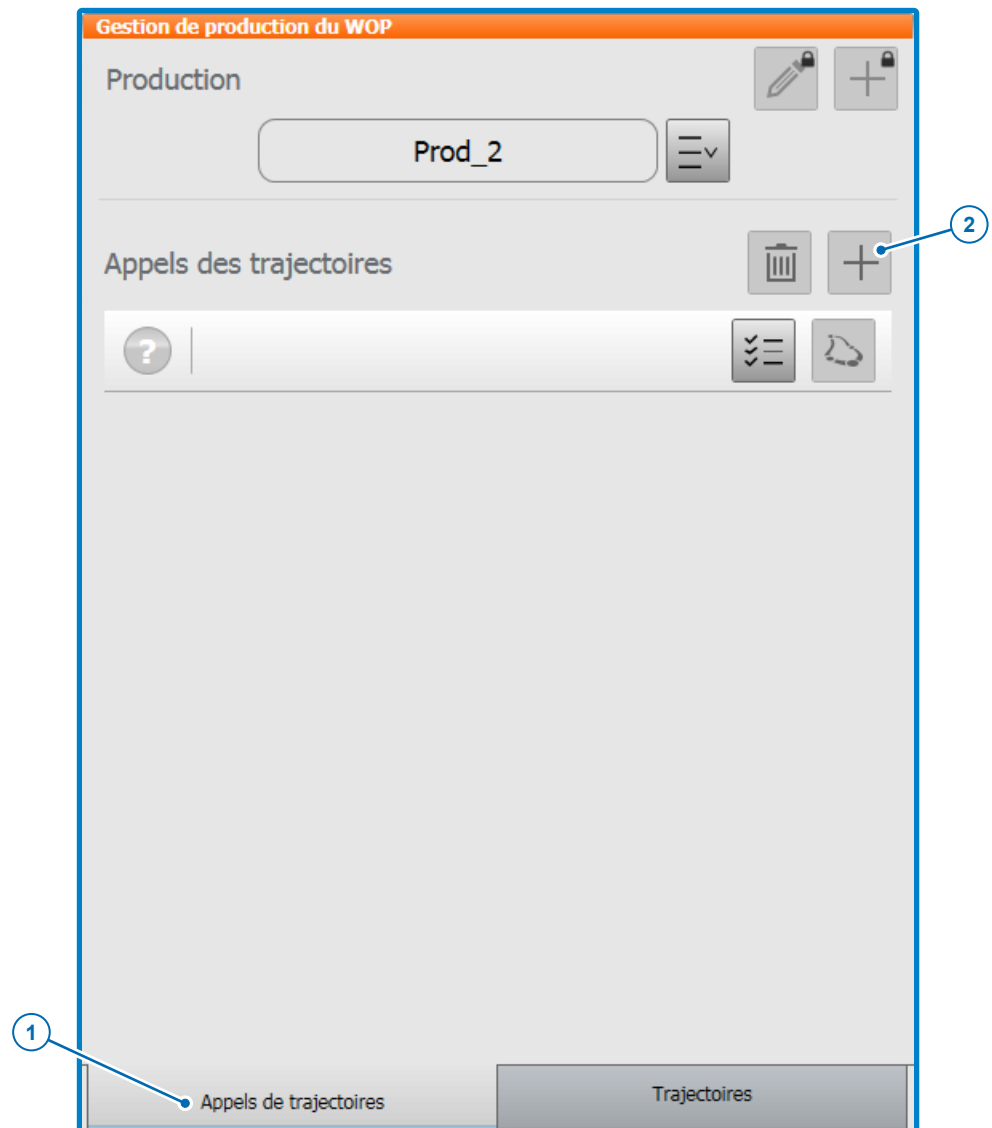 Gestion de production du WOP
Production
Prod_2
2
Appels des trajectoires
?
1
Appels de trajectoires
Trajectoires